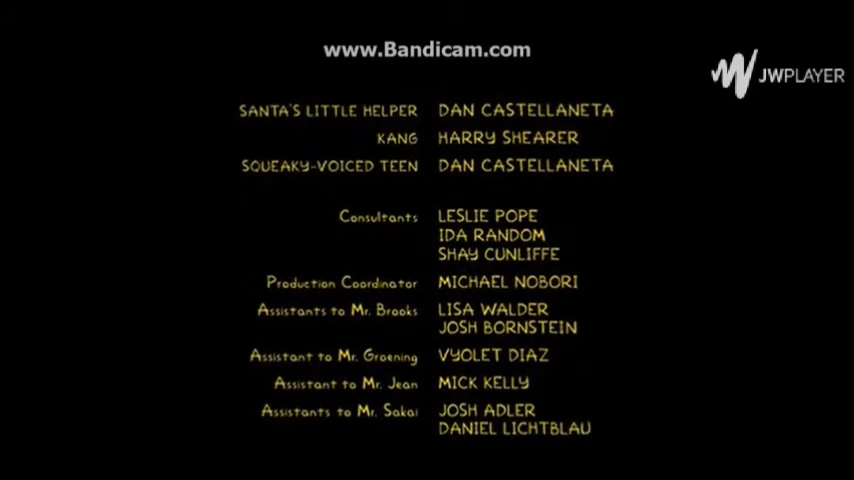 www.Bandicam.com
JWPLAYER
SANTA'S LITTLE HELPER DAN CASTELLANETA
KANG HARRY SHEARER
SQUEAKY-VOICED TEEN DAN CASTELLANETA
Consultants LESLIE POPE
IDA RANDOM
SHAY CUNLIFFE
Production Coordinator MICHAEL NOBORI
Assistants to Mr. Brooks LISA WALDER
JOSH BORNSTEIN
Assistant to Mr. Groening VYOLET DIAZ
Assistant to Mr. Jean MICK KELLY
Assistants to Mr. Sakai JOSH ADLER
DANIEL LICHTBLAU